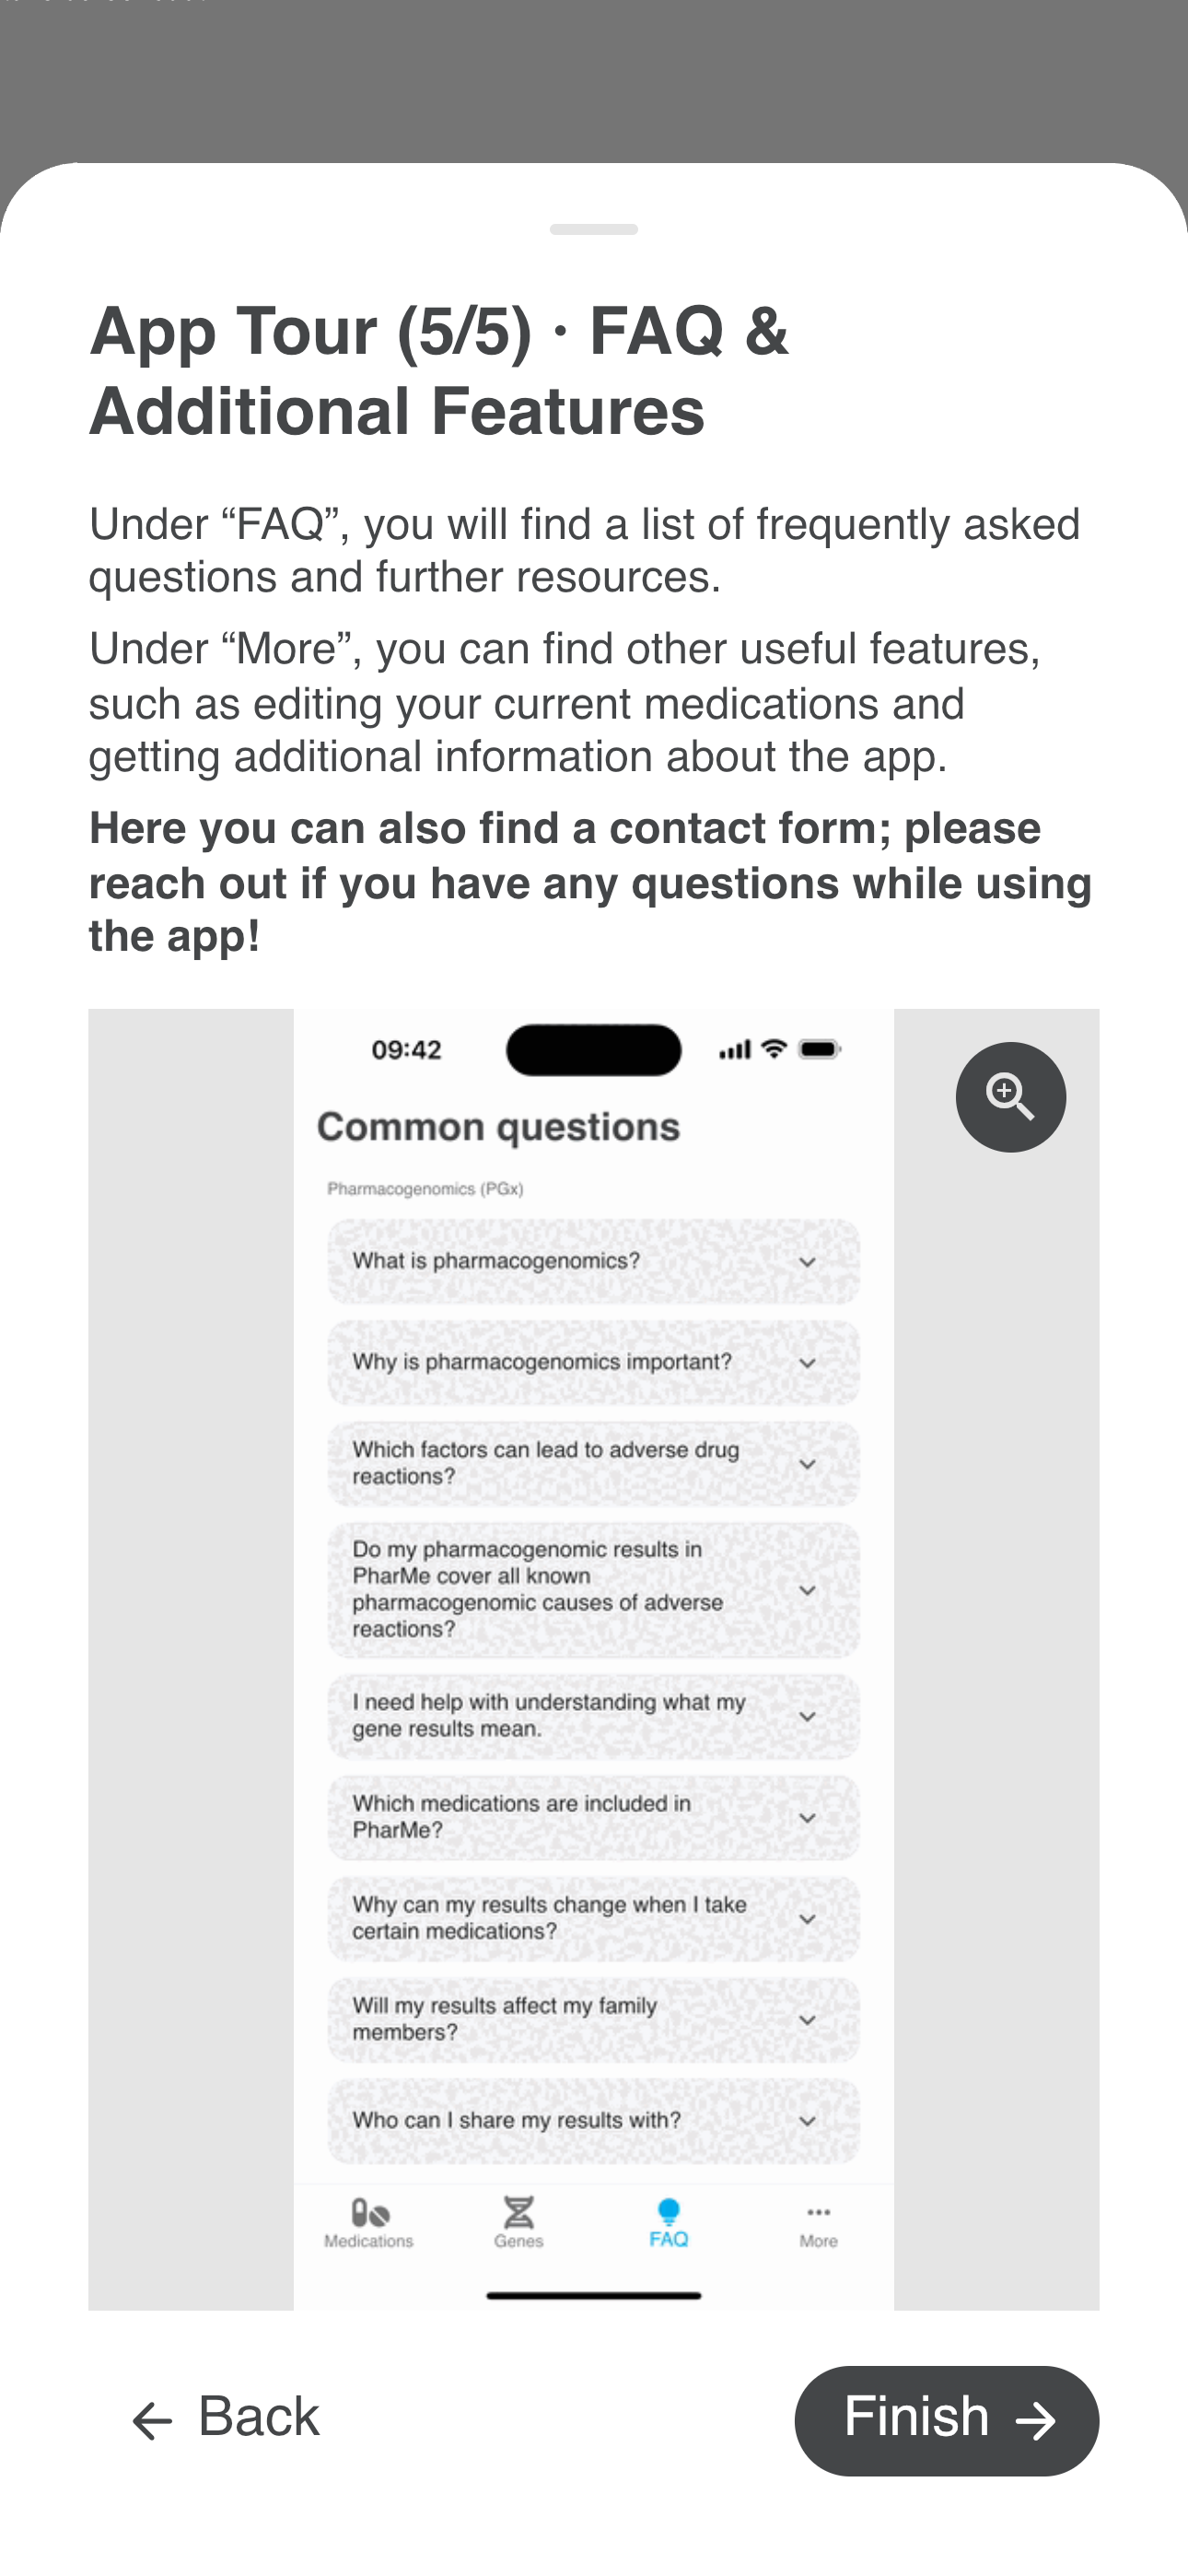 App Tour (5/5) · FAQ &
Additional Features
Under “FAQ”, you will find a list of frequently asked
questions and further resources.
Under “More”, you can find other useful features,
such as editing your current medications and
getting additional information about the app.
Here you can also find a contact form; please
reach out if you have any questions while using
the app!
09:42
Common questions
Pharmacogenomics (PGx)
What is pharmacogenomics?
Why is pharmacogenomics important?
Which factors can lead to adverse drug
reactions?
Do my pharmacogenomic results in
PharMe cover all known
pharmacogenomic causes of adverse
reactions?
I need help with understanding what my
gene results mean.
Which medications are included in
PharMe?
Why can my results change when I take
certain medications?
Will my results affect my family
members?
Who can I share my results with?
Medications Genes FAQ More
Back Finish